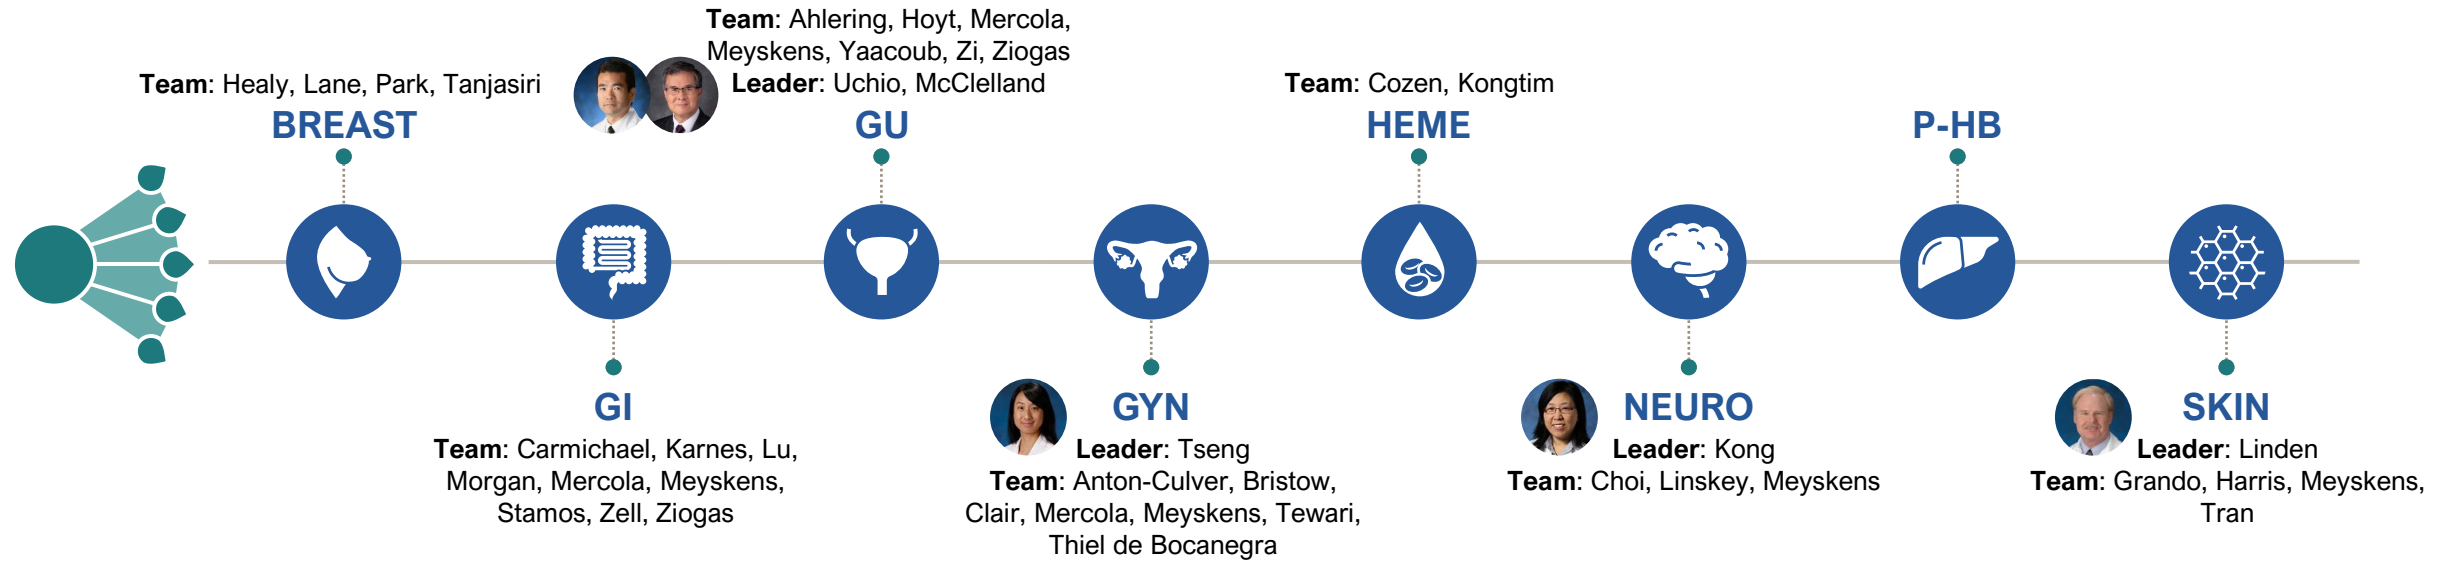 Team: Healy, Lane, Park, Tanjasiri
BREAST
Team: Carmichael, Karnes, Lu,
Morgan, Mercola, Meyskens,
Stamos, Zell, Ziogas
GI
Team: Ahlering, Hoyt, Mercola,
Meyskens, Yaacoub, Zi, Ziogas
Leader: Uchio, McClelland
GU
GYN
Leader: Tseng
Team: Anton-Culver, Bristow,
Clair, Mercola, Meyskens, Tewari,
Thiel de Bocanegra
Team: Cozen, Kongtim
HEME
NEURO
Leader: Kong
Team: Choi, Linskey, Meyskens
P-HB
SKIN
Leader: Linden
Team: Grando, Harris, Meyskens,
Tran